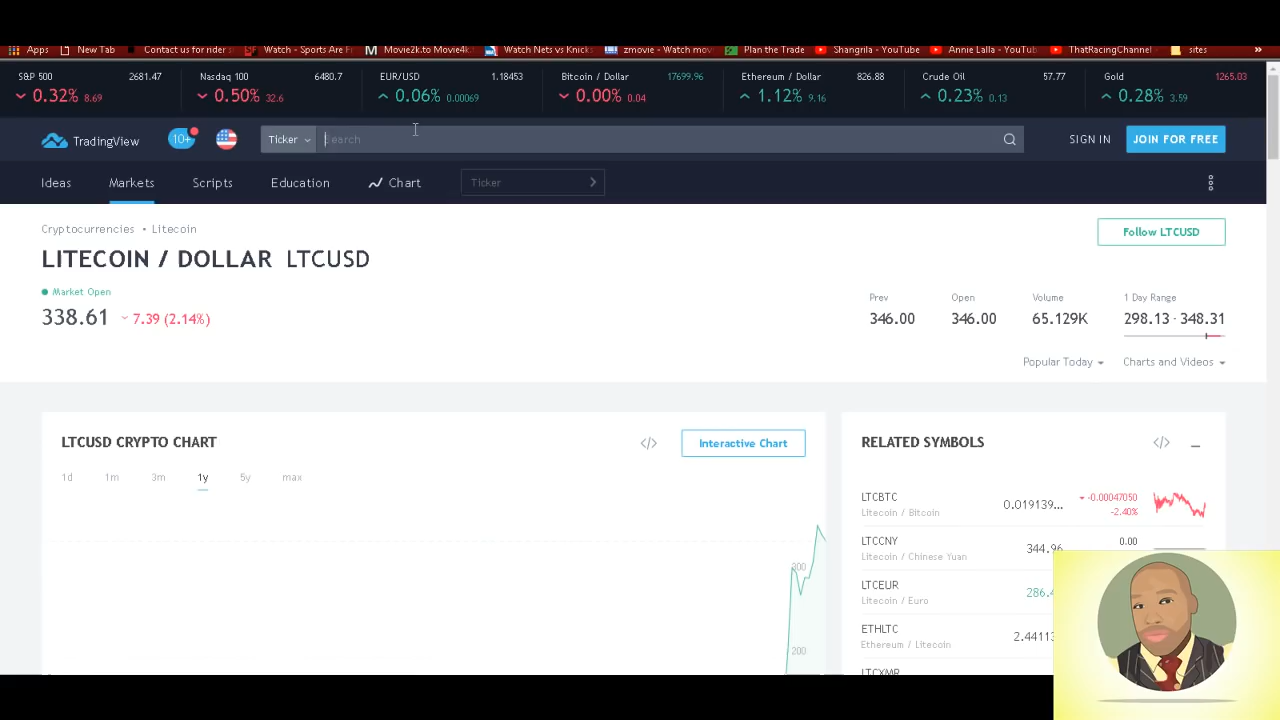 Apps New Tab Contact us for rider s Watch - Sports Are Fr Movie2k.to Movie4k. Watch Nets vs Knicks zmovie - Watch mov Plan the Trade Shangrila - YouTube Annie Lalla - YouTub ThatRacingChannel sites »
S&P 500 2681.47 Nasdaq 100 6480.7 EUR/USD 1.18453 Bitcoin / Dollar 17699.96 Ethereum / Dollar 826.88 Crude Oil 57.77 Gold 1265.03
0.32% 8.69 0.50% 32.6 0.06% 0.00069 0.00% 0.04 1.12% 9.16 0.23% 0.13 0.28% 3.59
TradingView 10+ Ticker Search SIGN IN JOIN FOR FREE
Ideas Markets Scripts Education Chart Ticker
Cryptocurrencies • Litecoin
Follow LTCUSD
LITECOIN / DOLLAR LTCUSD
Market Open
338.61 7.39 (2.14%)
Prev Open Volume 1 Day Range
346.00 346.00 65.129K 298.13 - 348.31
Popular Today Charts and Videos
LTCUSD CRYPTO CHART </> Interactive Chart
1d 1m 3m 1y 5y max
300
200
RELATED SYMBOLS </>
LTCBTC 0.019139... -0.00047050
Litecoin / Bitcoin -2.40%
LTCCNY 344.96 0.00
Litecoin / Chinese Yuan
LTCEUR 286.4
Litecoin / Euro
ETHLTC 2.4411
Ethereum / Litecoin
LTCXMR